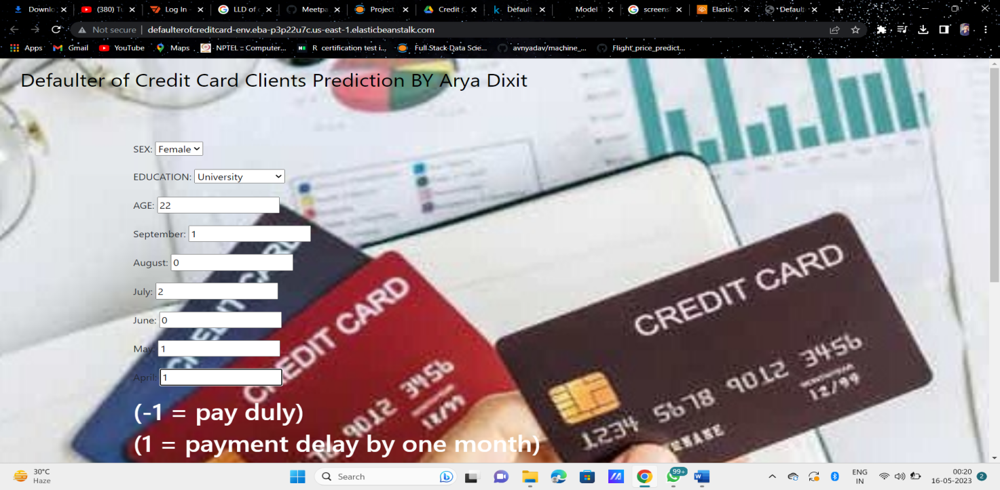 Downlo
(380) Tu
Log In
LLD of
Meetpa
Project
Credit C
Default
Model
screens
Elastic
Default
Not secure | defaulterofcreditcard-env.eba-p3p22u7c.us-east-1.elasticbeanstalk.com
Apps Gmail YouTube Maps NPTEL :: Computer... R certification test i... Full Stack Data Scie... avnyadav/machine_... Flight_price_predict...
Defaulter of Credit Card Clients Prediction BY Arya Dixit
SEX: Female
EDUCATION: University
AGE: 22
September: 1
August: 0
July: 2
June: 0
May: 1
April: 1
(-1 = pay duly)
(1 = payment delay by one month)
CREDIT CARD
CREDIT CARD
9012 3456
12/99
CREDIT CARD
1234 5678 9012 3456
12/99
30°C
Haze
Search
99+
ENG
IN
00:20
16-05-2023
2